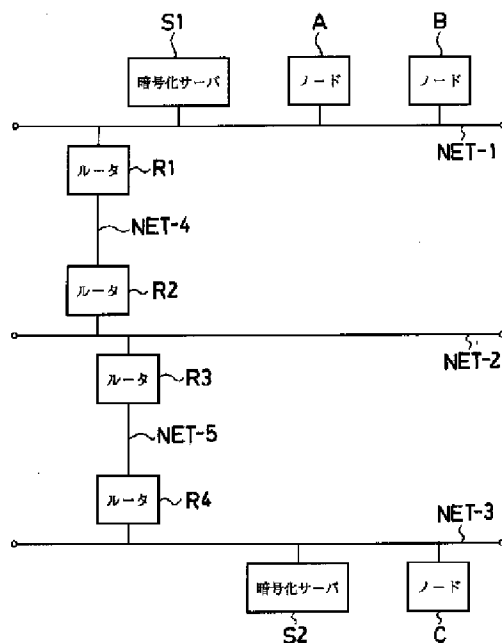 S1
A
B
暗号化サーバ
ノード
ノード
NET-1
ルータ
R1
NET-4
ルータ
R2
NET-2
ルータ
R3
NET-5
ルータ
R4
NET-3
暗号化サーバ
ノード
S2
C